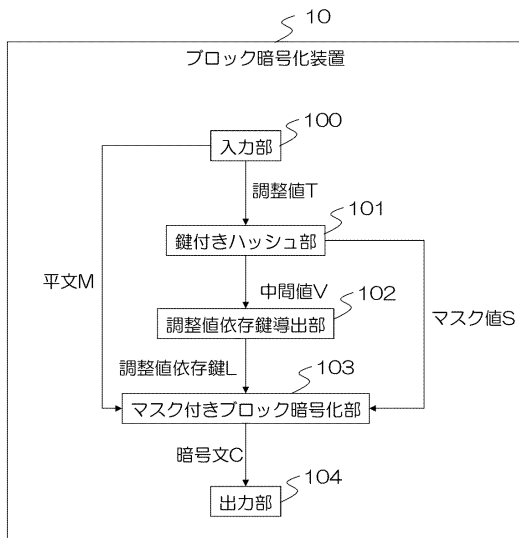 10
ブロック暗号化装置
100
入力部
調整値T
101
鍵付きハッシュ部
平文M
中間値V
102
マスク値S
調整値依存鍵導出部
調整値依存鍵L
103
マスク付きブロック暗号化部
暗号文C
104
出力部